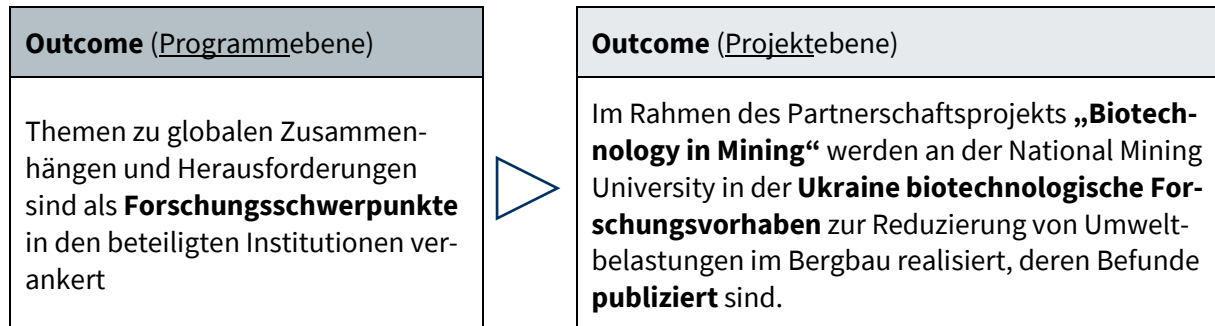 Outcome (Programmebene)
Themen zu globalen Zusammen-
hängen und Herausforderungen
sind als Forschungsschwerpunkte
in den beteiligten Institutionen ver-
ankert
Outcome (Projektebene)
Im Rahmen des Partnerschaftsprojekts „Biotech-
nology in Mining“ werden an der National Mining
University in der Ukraine biotechnologische For-
schungsvorhaben zur Reduzierung von Umwelt-
belastungen im Bergbau realisiert, deren Befunde
publiziert sind.